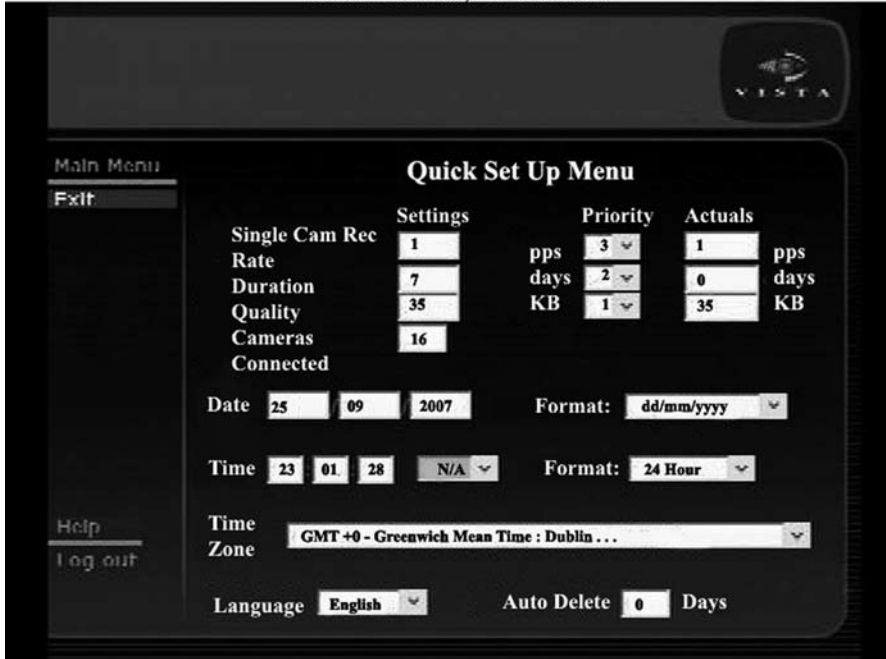 VISTA
Main Menu
Exit
Quick Set Up Menu
Settings Priority Actuals
Single Cam Rec Rate 1 pps 3 1 pps
Duration 7 days 2 0 days
Quality 35 KB 1 35 KB
Cameras Connected 16
Date 25 / 09 / 2007 Format: dd/mm/yyyy
Time 23 01 28 N/A Format: 24 Hour
Help
Log out
Time Zone GMT +0 - Greenwich Mean Time : Dublin . . .
Language English Auto Delete 0 Days